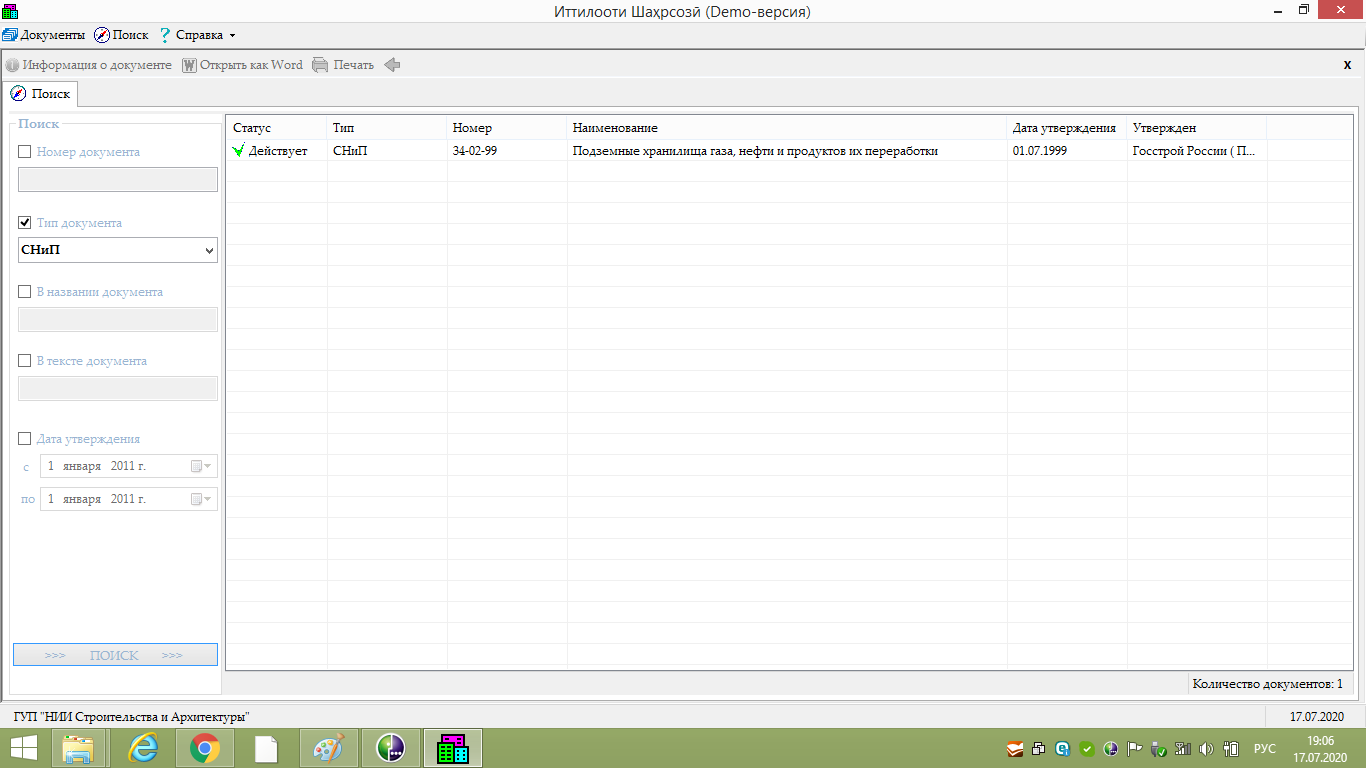 Иттилооти Шахрсозӣ (Demo-версия)
Документы Поиск ? Справка
Информация о документе W Открыть как Word Печать x
Поиск
Поиск
Номер документа
Тип документа
СНиП
В названии документа
В тексте документа
Дата утверждения
с 1 января 2011 г.
по 1 января 2011 г.
>>> ПОИСК >>>
Статус Тип Номер Наименование Дата утверждения Утвержден
Действует СНиП 34-02-99 Подземные хранилища газа, нефти и продуктов их переработки 01.07.1999 Госстрой России ( П...
Количество документов: 1
ГУП "НИИ Строительства и Архитектуры" 17.07.2020
РУС 19:06
17.07.2020